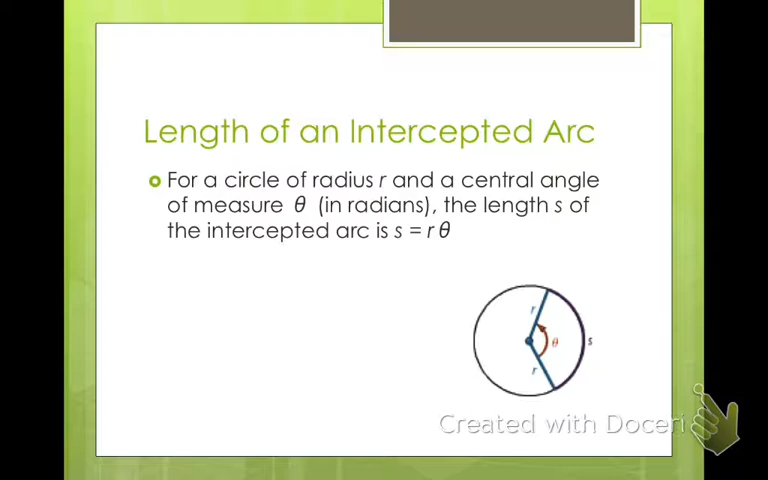 Length of an Intercepted Arc
For a circle of radius r and a central angle
of measure θ (in radians), the length s of
the intercepted arc is s = r θ
r
θ
s
r
Created with Doceri